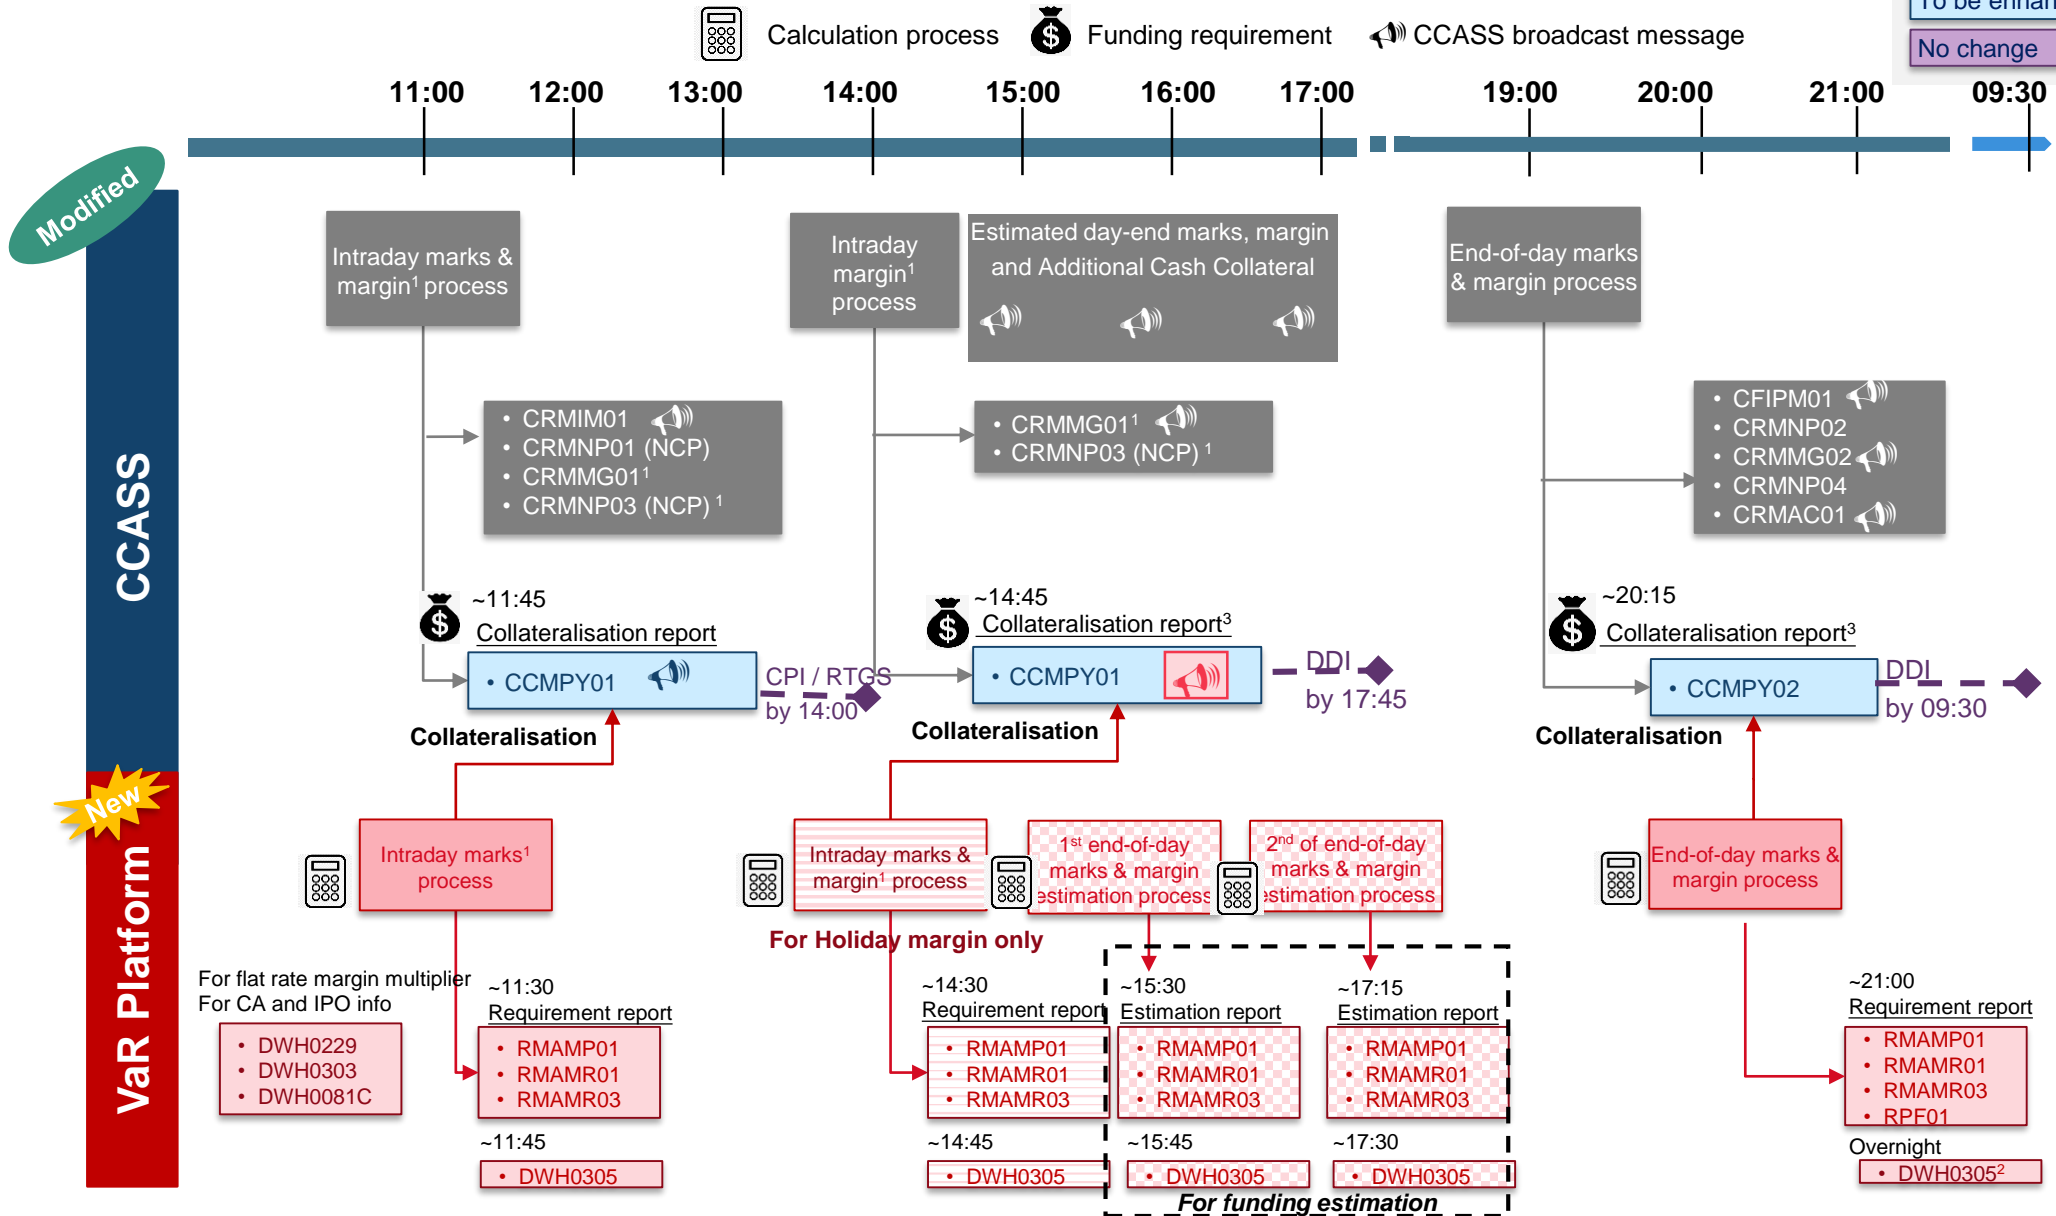 To be enhan
Calculation process
Funding requirement
CCASS broadcast message
No change
11:00
12:00
13:00
14:00
15:00
16:00
17:00
19:00
20:00
21:00
09:30
Modified
CCASS
Intraday marks &
margin¹ process
Intraday
margin¹
process
Estimated day-end marks, margin
and Additional Cash Collateral
End-of-day marks
& margin process
• CRMIM01
• CRMNP01 (NCP)
• CRMMG01¹
• CRMNP03 (NCP) ¹
• CRMMG01¹
• CRMNP03 (NCP) ¹
• CFIPM01
• CRMNP02
• CRMMG02
• CRMNP04
• CRMAC01
~11:45
Collateralisation report
• CCMPY01
CPI / RTGS
by 14:00
Collateralisation
~14:45
Collateralisation report³
• CCMPY01
DDI
by 17:45
Collateralisation
~20:15
Collateralisation report³
• CCMPY02
DDI
by 09:30
Collateralisation
New
VaR Platform
Intraday marks¹
process
Intraday marks &
margin¹ process
For Holiday margin only
1st end-of-day
marks & margin
estimation process
2nd of end-of-day
marks & margin
estimation process
End-of-day marks &
margin process
For flat rate margin multiplier
For CA and IPO info
• DWH0229
• DWH0303
• DWH0081C
~11:30
Requirement report
• RMAMP01
• RMAMR01
• RMAMR03
~11:45
• DWH0305
~14:30
Requirement report
• RMAMP01
• RMAMR01
• RMAMR03
~14:45
• DWH0305
~15:30
Estimation report
• RMAMP01
• RMAMR01
• RMAMR03
~15:45
• DWH0305
~17:15
Estimation report
• RMAMP01
• RMAMR01
• RMAMR03
~17:30
• DWH0305
For funding estimation
~21:00
Requirement report
• RMAMP01
• RMAMR01
• RMAMR03
• RPF01
Overnight
• DWH0305²